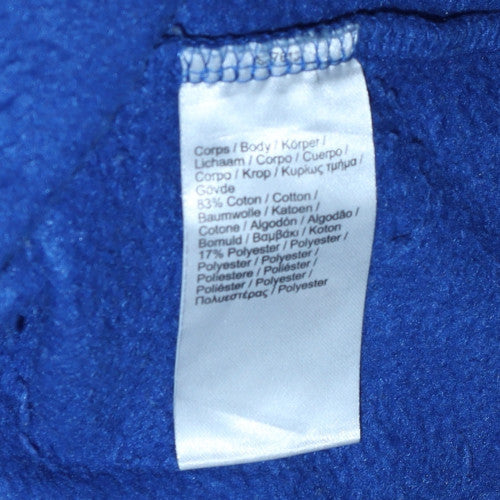 Corps / Body / Körper /
Lichaam / Corpo / Cuerpo /
Corpo / Krop / Κυρίως τμήμα /
Gövde
83% Coton / Cotton /
Baumwolle / Katoen /
Cotone / Algodón / Algodão /
Bomuld / Βαμβάκι / Koton
17% Polyester / Polyester /
Polyester / Polyester /
Poliestere / Poliéster /
Poliéster / Polyester /
Πολυεστέρας / Polyester